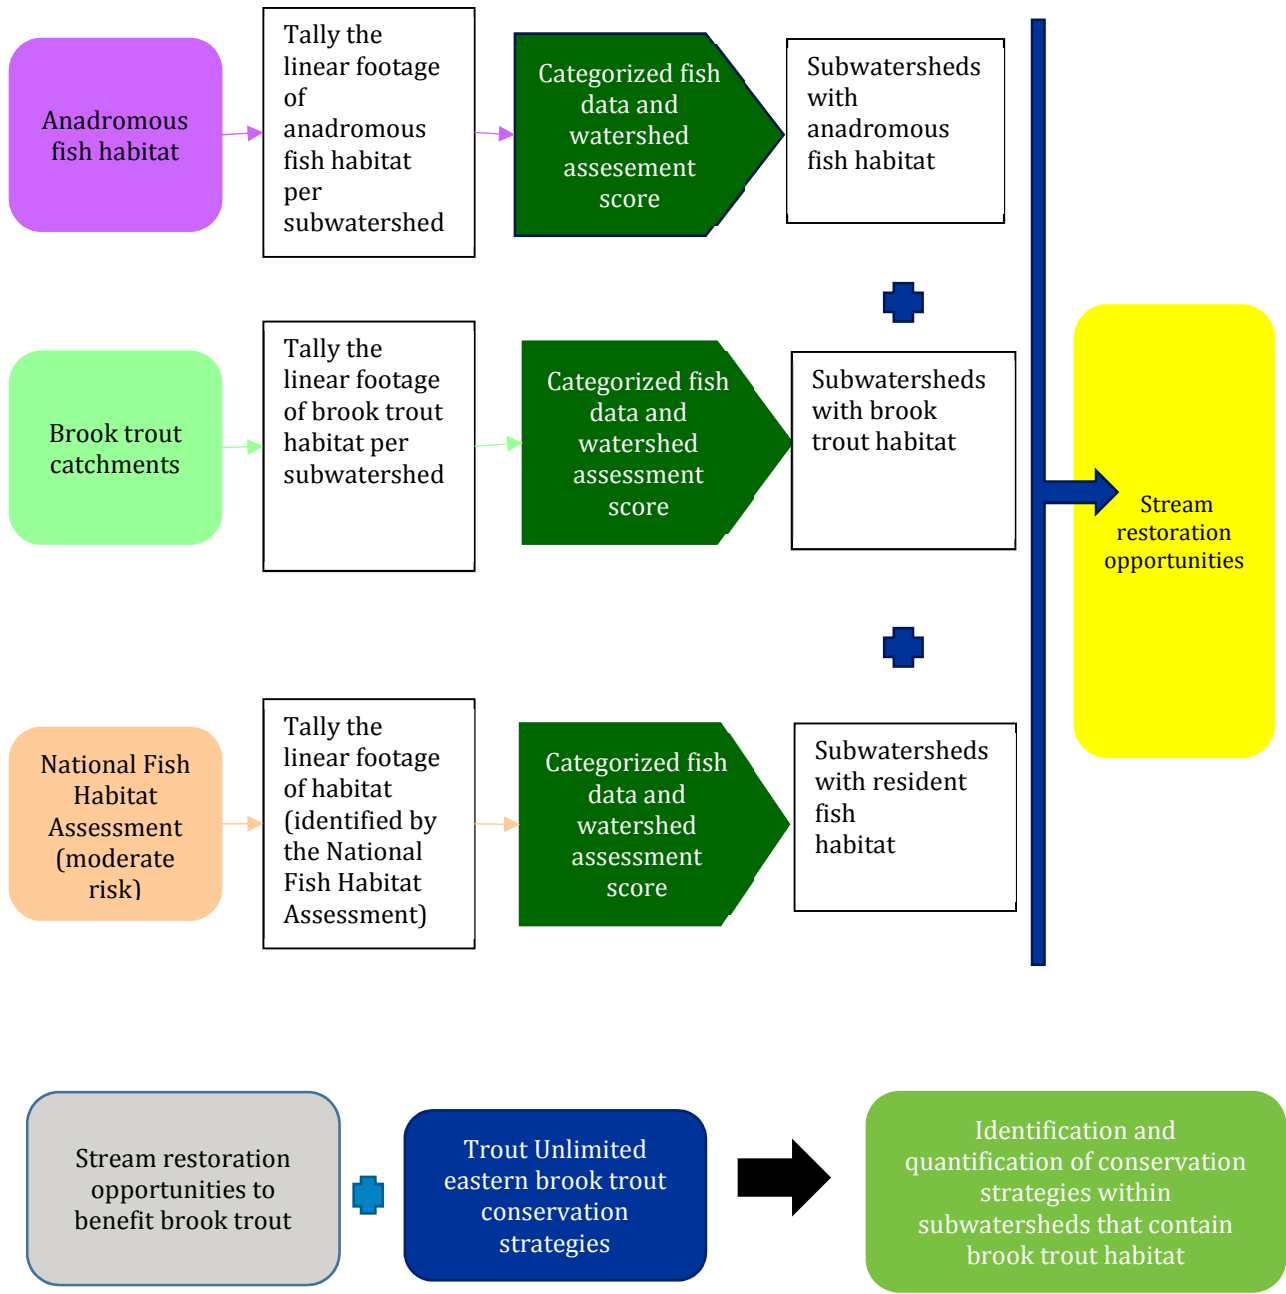 Anadromous
fish habitat
Tally the
linear footage
of
anadromous
fish habitat
per
subwatershed
Categorized fish
data and
watershed
assesement
score
Subwatersheds
with
anadromous
fish habitat
Brook trout
catchments
Tally the
linear footage
of brook trout
habitat per
subwatershed
Categorized fish
data and
watershed
assessment
score
Subwatersheds
with brook
trout habitat
Stream
restoration
opportunities
National Fish
Habitat
Assessment
(moderate
risk)
Tally the
linear footage
of habitat
(identified by
the National
Fish Habitat
Assessment)
Categorized fish
data and
watershed
assessment
score
Subwatersheds
with resident
fish
habitat
Stream restoration
opportunities to
benefit brook trout
Trout Unlimited
eastern brook trout
conservation
strategies
Identification and
quantification of conservation
strategies within
subwatersheds that contain
brook trout habitat